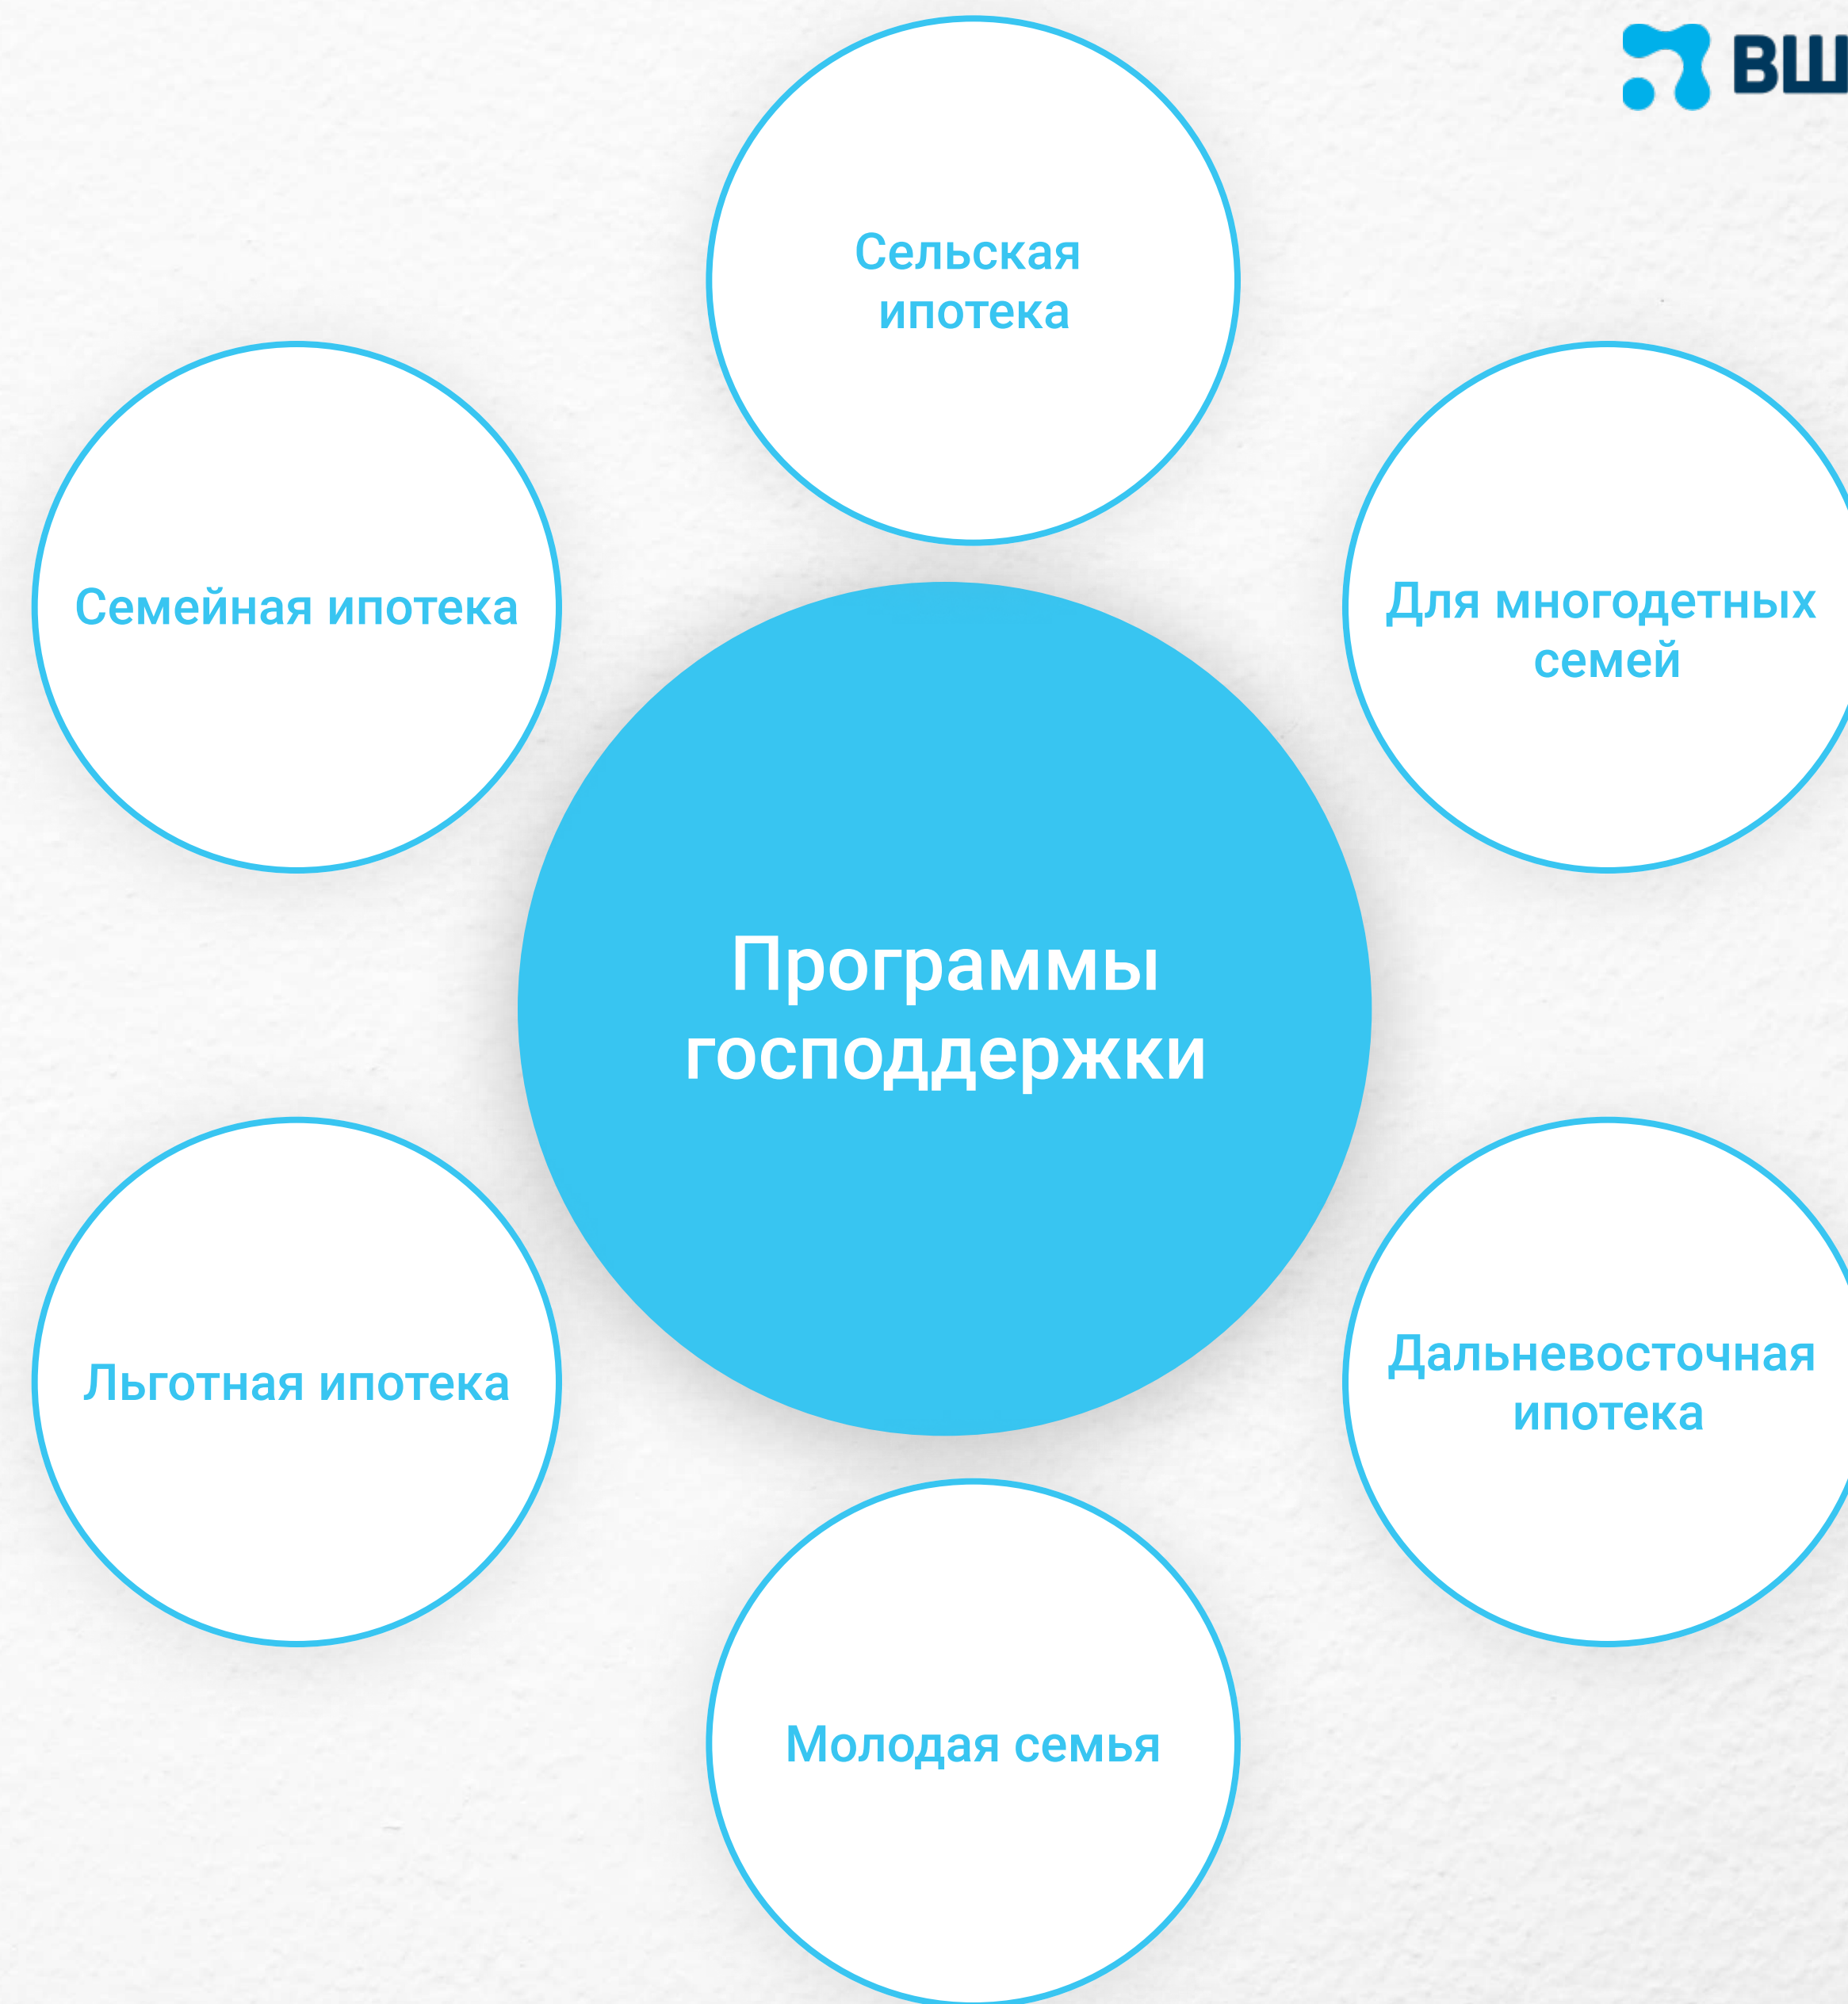 ВШ
Сельская
ипотека
Семейная ипотека
Для многодетных
семей
Программы
господдержки
Льготная ипотека
Дальневосточная
ипотека
Молодая семья